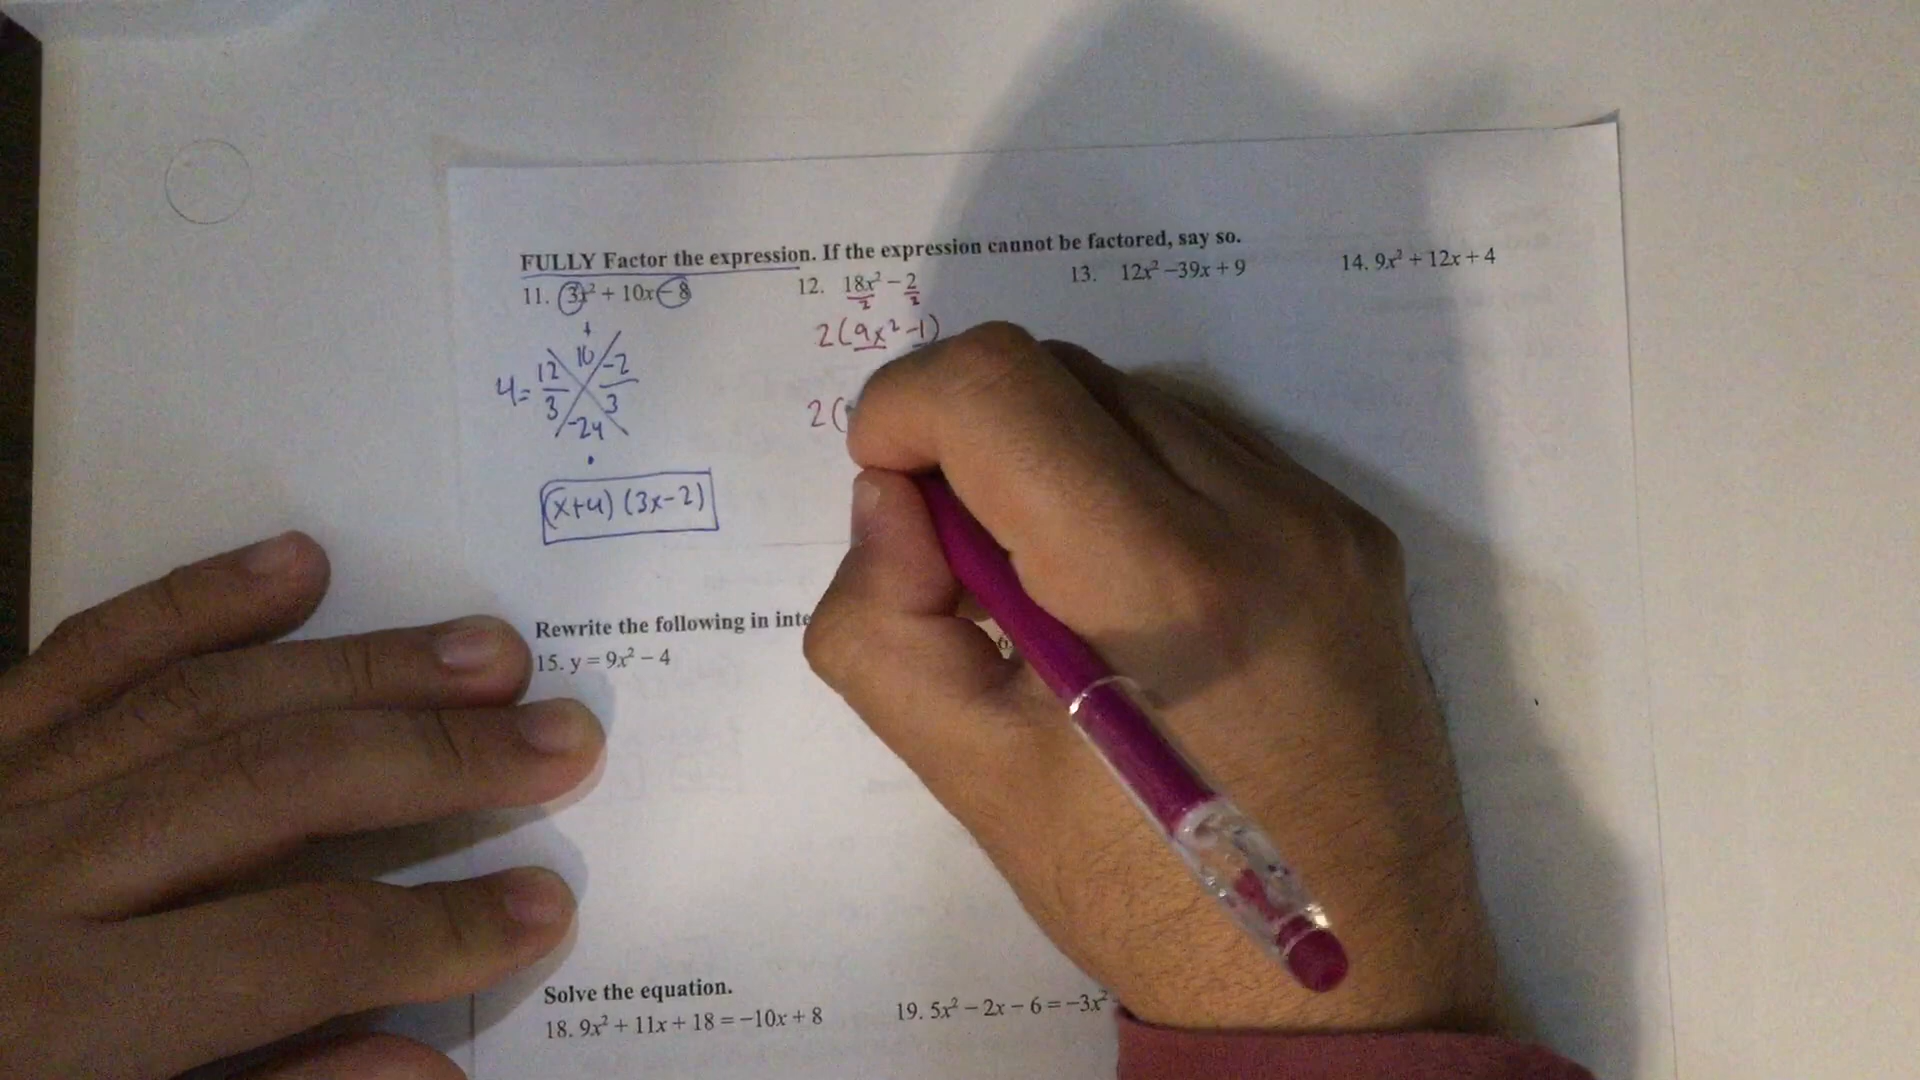 FULLY Factor the expression. If the expression cannot be factored, say so.
11. 3x² + 10x - 8
+
10
12 -2
4 = 3 3
-24
•
(x+4) (3x-2)
12. 18x² - 2
2 2
2(9x² -1)
2(
13. 12x² -39x + 9
14. 9x² + 12x + 4
Rewrite the following in
15. y = 9x² - 4
Solve the equation.
18. 9x² + 11x + 18 = -10x + 8
19. 5x² - 2x - 6 = -3x²